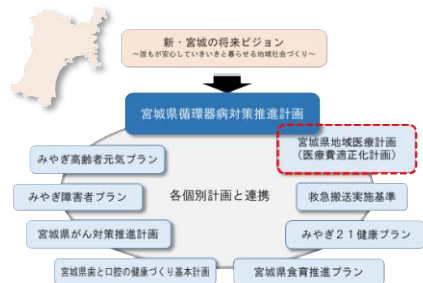 新・宮城の将来ビジョン
~誰もが安心していきいきと暮らせる地域社会づくり~
宮城県循環器病対策推進計画
宮城県地域医療計画
(医療費適正化計画)
みやぎ高齢者元気プラン
みやぎ障害者プラン
各個別計画と連携
救急搬送実施基準
宮城県がん対策推進計画
みやぎ21健康プラン
宮城県歯と口腔の健康づくり基本計画
宮城県食育推進プラン